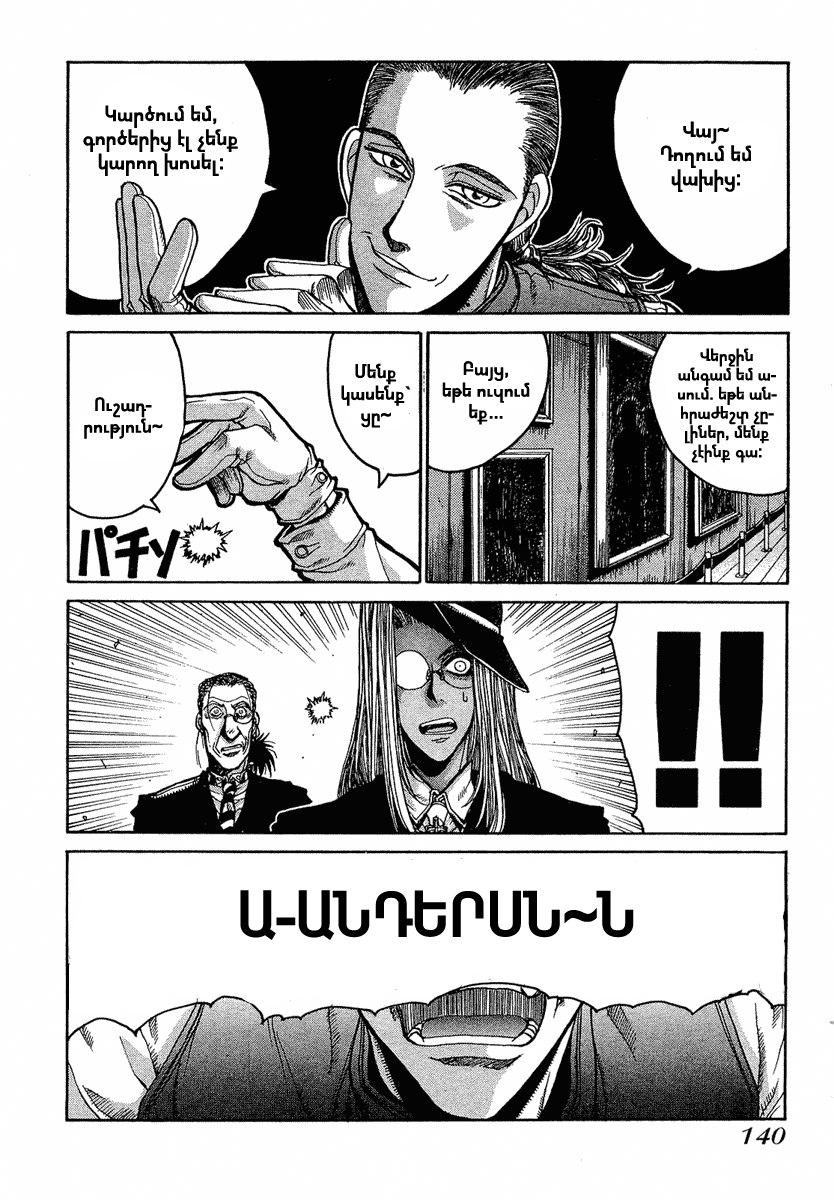 Վայ~
Դողում եմ
վախից:
Կարծում եմ,
գործերից էլ չենք
կարող խոսել:
Վերջին
անգամ եմ ա-
սում. եթե ան-
հրաժեշտ չը-
լիներ, մենք
չէինք գա:
Բայց,
եթե ուզում
եք...
Մենք
կասենք՝
ցը~
Ուշադ-
րություն~
パチッ
!!
Ա-ԱՆԴԵՐՍՆ~Ն
140